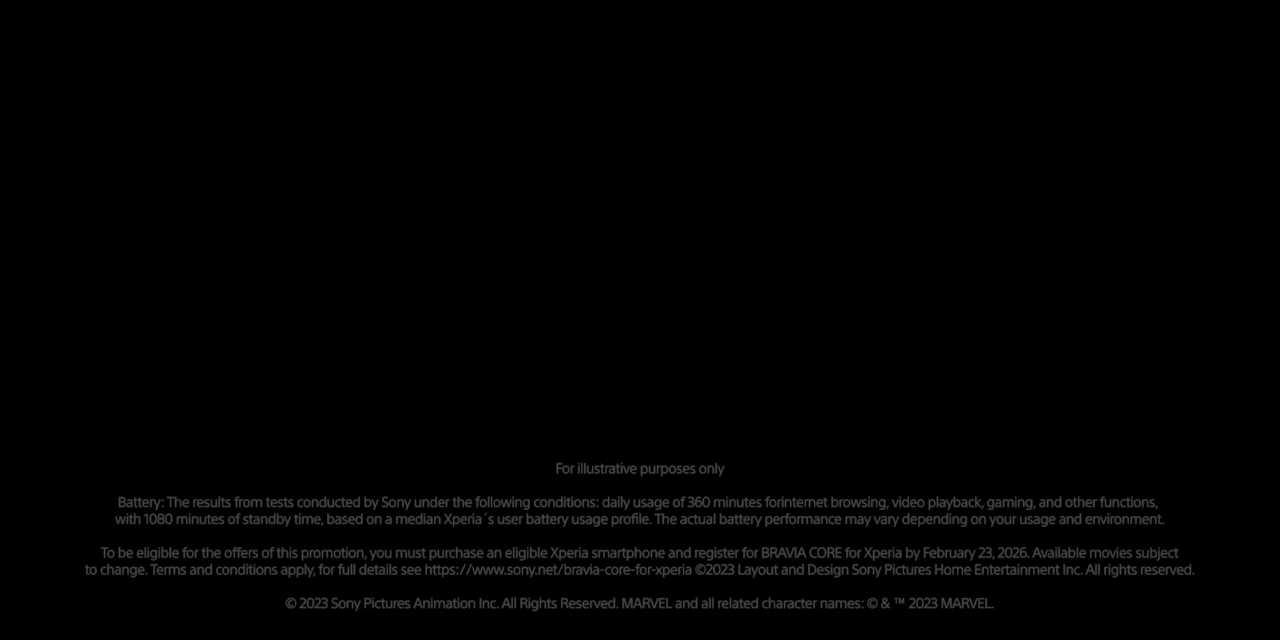 For illustrative purposes only
Battery: The results from tests conducted by Sony under the following conditions: daily usage of 360 minutes forinternet browsing, video playback, gaming, and other functions,
with 1080 minutes of standby time, based on a median Xperia´s user battery usage profile. The actual battery performance may vary depending on your usage and environment.
To be eligible for the offers of this promotion, you must purchase an eligible Xperia smartphone and register for BRAVIA CORE for Xperia by February 23, 2026. Available movies subject
to change. Terms and conditions apply, for full details see https://www.sony.net/bravia-core-for-xperia ©2023 Layout and Design Sony Pictures Home Entertainment Inc. All rights reserved.
© 2023 Sony Pictures Animation Inc. All Rights Reserved. MARVEL and all related character names: © & ™ 2023 MARVEL.